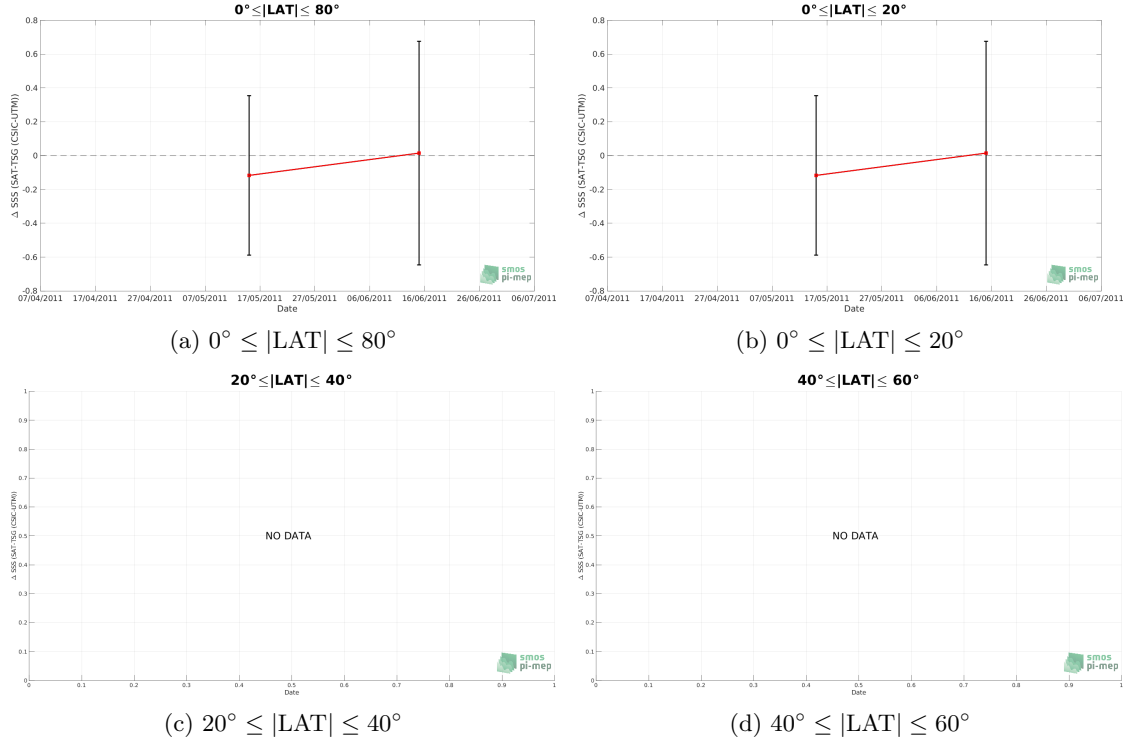 0°≤|LAT|≤ 80°
Δ SSS (SAT-TSG (CSIC-UTM))
0.8
0.6
0.4
0.2
0
-0.2
-0.4
-0.6
-0.8
07/04/2011 17/04/2011 27/04/2011 07/05/2011 17/05/2011 27/05/2011 06/06/2011 16/06/2011 26/06/2011 06/07/2011
Date
smos
pi-mep
(a) 0° ≤ |LAT| ≤ 80°
0°≤|LAT|≤ 20°
Δ SSS (SAT-TSG (CSIC-UTM))
0.8
0.6
0.4
0.2
0
-0.2
-0.4
-0.6
-0.8
07/04/2011 17/04/2011 27/04/2011 07/05/2011 17/05/2011 27/05/2011 06/06/2011 16/06/2011 26/06/2011 06/07/2011
Date
smos
pi-mep
(b) 0° ≤ |LAT| ≤ 20°
20°≤|LAT|≤ 40°
Δ SSS (SAT-TSG (CSIC-UTM))
1
0.9
0.8
0.7
0.6
0.5
0.4
0.3
0.2
0.1
0
NO DATA
0 0.1 0.2 0.3 0.4 0.5 0.6 0.7 0.8 0.9 1
Date
smos
pi-mep
(c) 20° ≤ |LAT| ≤ 40°
40°≤|LAT|≤ 60°
Δ SSS (SAT-TSG (CSIC-UTM))
1
0.9
0.8
0.7
0.6
0.5
0.4
0.3
0.2
0.1
0
NO DATA
0 0.1 0.2 0.3 0.4 0.5 0.6 0.7 0.8 0.9 1
Date
smos
pi-mep
(d) 40° ≤ |LAT| ≤ 60°